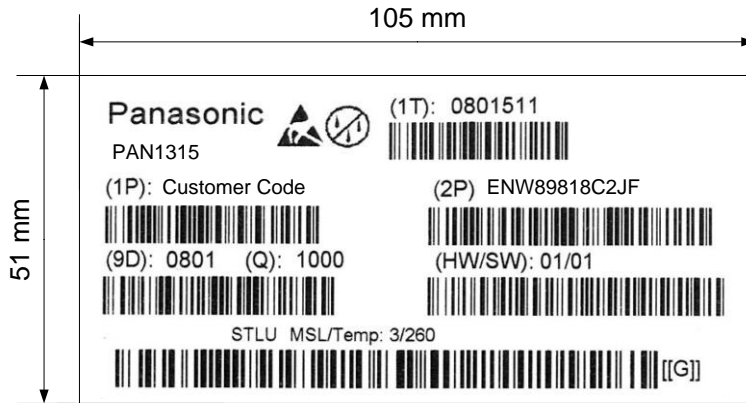 105 mm
51 mm
Panasonic
(1T): 0801511
PAN1315
(1P): Customer Code
(2P) ENW89818C2JF
(9D): 0801 (Q): 1000
(HW/SW): 01/01
STLU MSL/Temp: 3/260
[[G]]